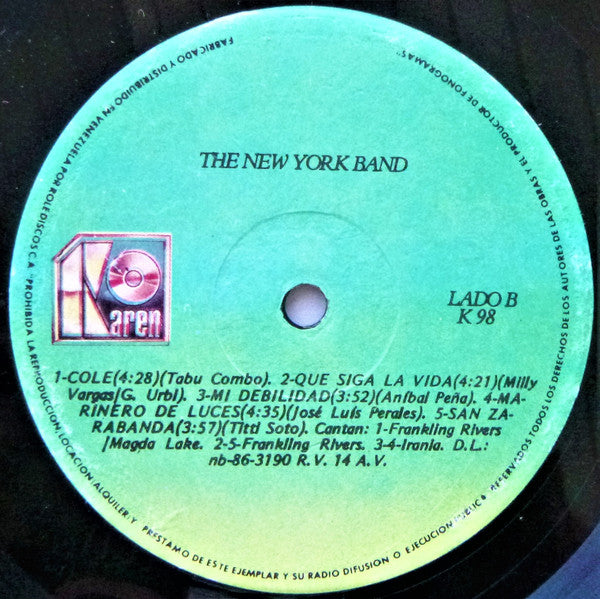 FABRICADO Y DISTRIBUIDO EN VENEZUELA POR ROLEDISCOS C.A. "PROHIBIDA LA REPRODUCCION, LOCACION (ALQUILER) Y PRESTAMO DE ESTE EJEMPLAR Y SU RADIO DIFUSION O EJECUCION PUBLICA RESERVADOS TODOS LOS DERECHOS DE LOS AUTORES DE LAS OBRAS Y EL PRODUCTOR DE FONOGRAMAS"
THE NEW YORK BAND
Karen
LADO B
K 98
1-COLE(4:28)(Tabu Combo). 2-QUE SIGA LA VIDA(4:21)(Milly
Vargas/G. Urbi). 3-MI DEBILIDAD(3:52)(Aníbal Peña). 4-MA-
RINERO DE LUCES(4:35)(José Luís Perales). 5-SAN ZA-
RABANDA(3:57)(Titti Soto). Cantan: 1-Frankling Rivers
/Magda Lake. 2-5-Frankling Rivers. 3-4-Irania. D.L.:
nb-86-3190 R.V. 14 A.V.